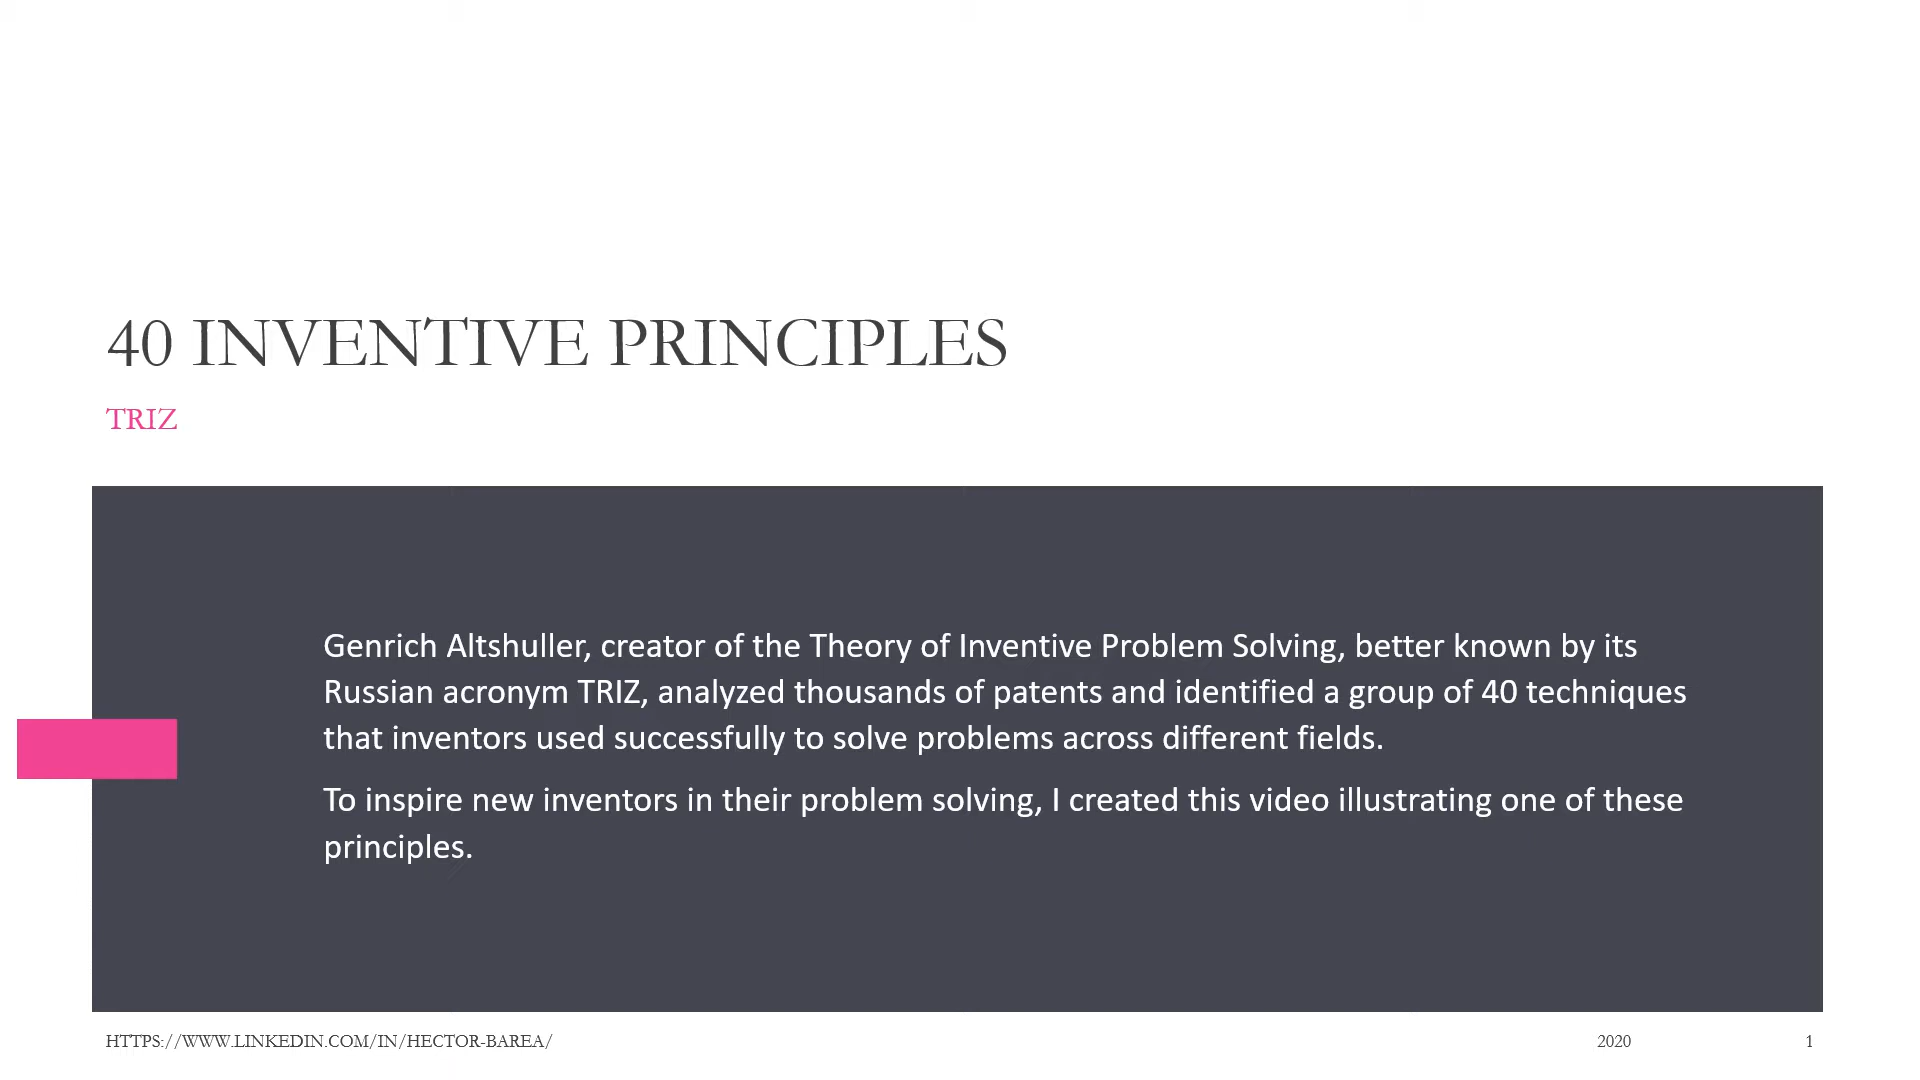 40 INVENTIVE PRINCIPLES
TRIZ
Genrich Altshuller, creator of the Theory of Inventive Problem Solving, better known by its
Russian acronym TRIZ, analyzed thousands of patents and identified a group of 40 techniques
that inventors used successfully to solve problems across different fields.
To inspire new inventors in their problem solving, I created this video illustrating one of these
principles.
HTTPS://WWW.LINKEDIN.COM/IN/HECTOR-BAREA/
2020
1